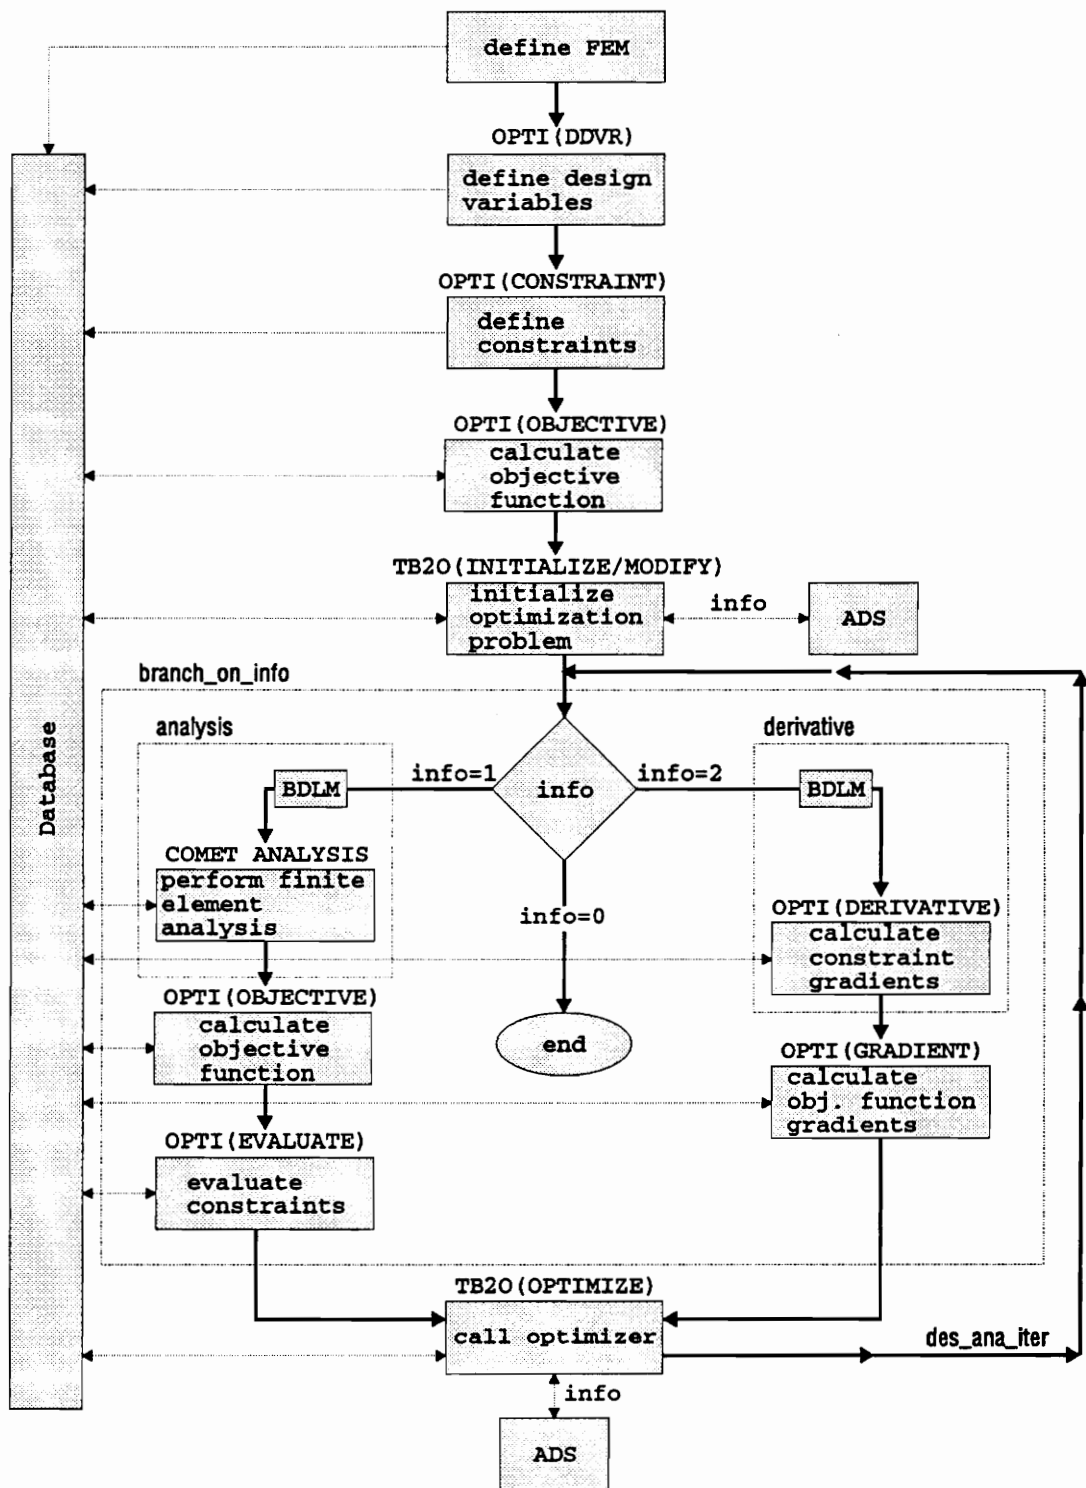 define FEM
OPTI(DDVR)
define design
variables
OPTI(CONSTRAINT)
define
constraints
OPTI(OBJECTIVE)
calculate
objective
function
TB2O(INITIALIZE/MODIFY)
initialize
optimization
problem
info
ADS
branch_on_info
analysis
derivative
Database
info=1
info
info=2
BDLM
BDLM
COMET ANALYSIS
perform finite
element
analysis
info=0
OPTI(DERIVATIVE)
calculate
constraint
gradients
OPTI(OBJECTIVE)
calculate
objective
function
end
OPTI(GRADIENT)
calculate
obj. function
gradients
OPTI(EVALUATE)
evaluate
constraints
TB2O(OPTIMIZE)
call optimizer
des_ana_iter
info
ADS